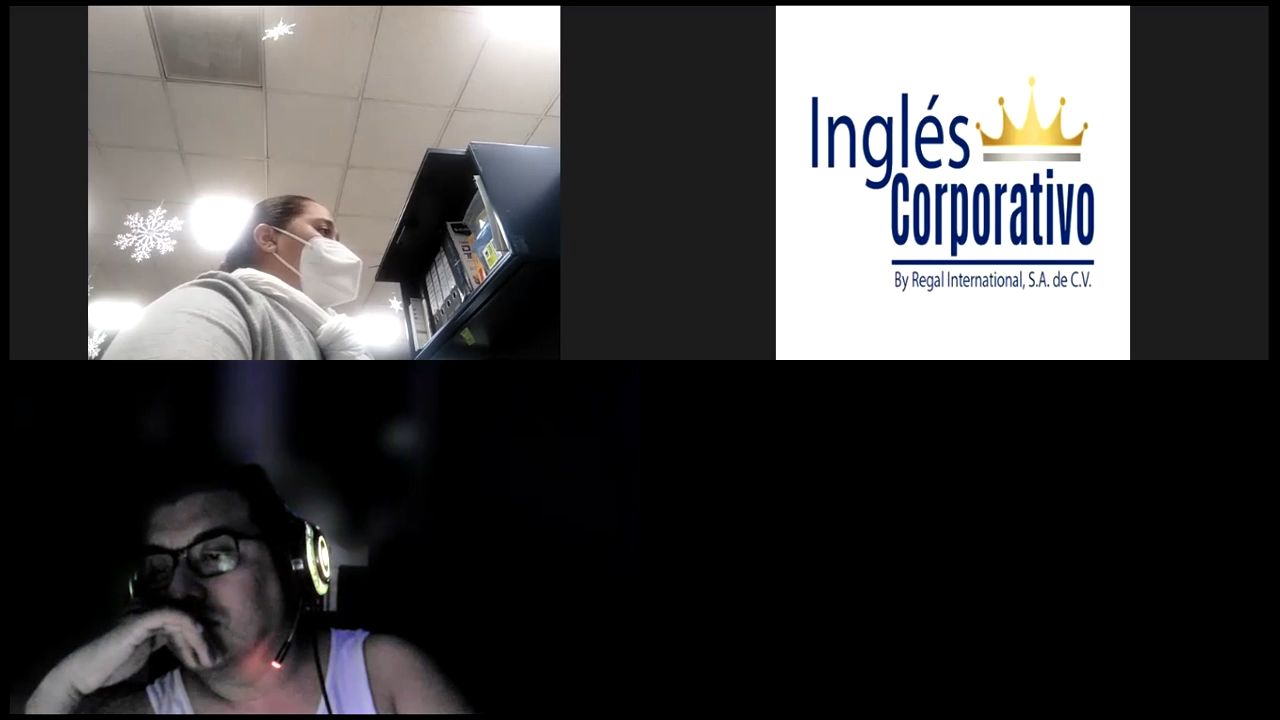 Inglés
Corporativo
By Regal International, S.A. de C.V.